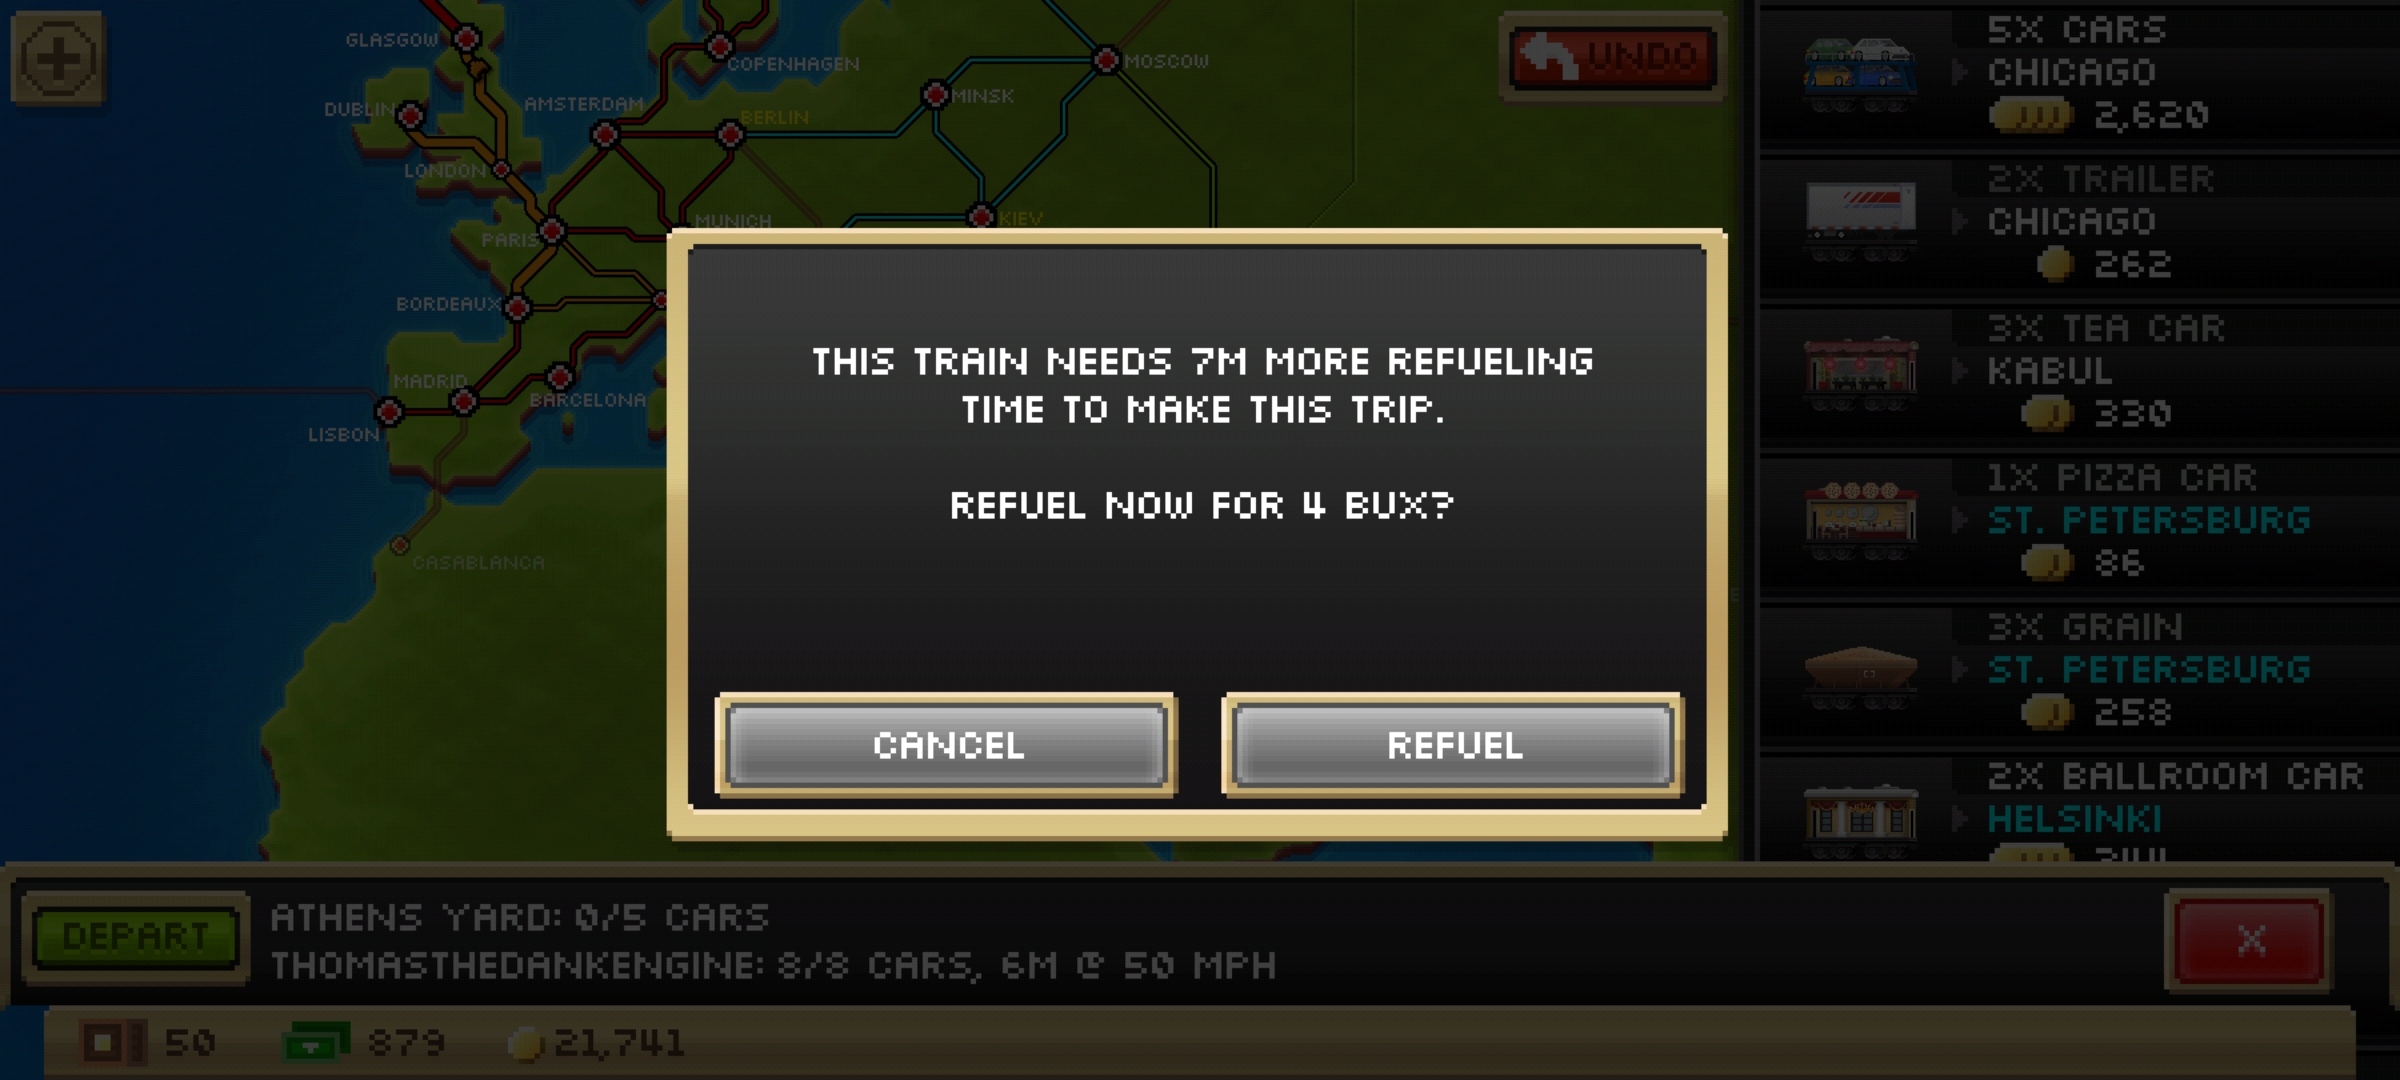 GLASGOW
COPENHAGEN
MOSCOW
UNDO
DUBLIN
AMSTERDAM
BERLIN
MINSK
LONDON
PARIS
MUNICH
KIEV
BORDEAUX
MADRID
BARCELONA
LISBON
CASABLANCA
THIS TRAIN NEEDS 7M MORE REFUELING
TIME TO MAKE THIS TRIP.
REFUEL NOW FOR 4 BUX?
CANCEL
REFUEL
5X CARS
CHICAGO
2,620
2X TRAILER
CHICAGO
262
3X TEA CAR
KABUL
330
1X PIZZA CAR
ST. PETERSBURG
86
3X GRAIN
ST. PETERSBURG
258
2X BALLROOM CAR
HELSINKI
DEPART
ATHENS YARD: 0/5 CARS
THOMASTHEDANKENGINE: 8/8 CARS, 6M @ 50 MPH
X
50
879
21,741